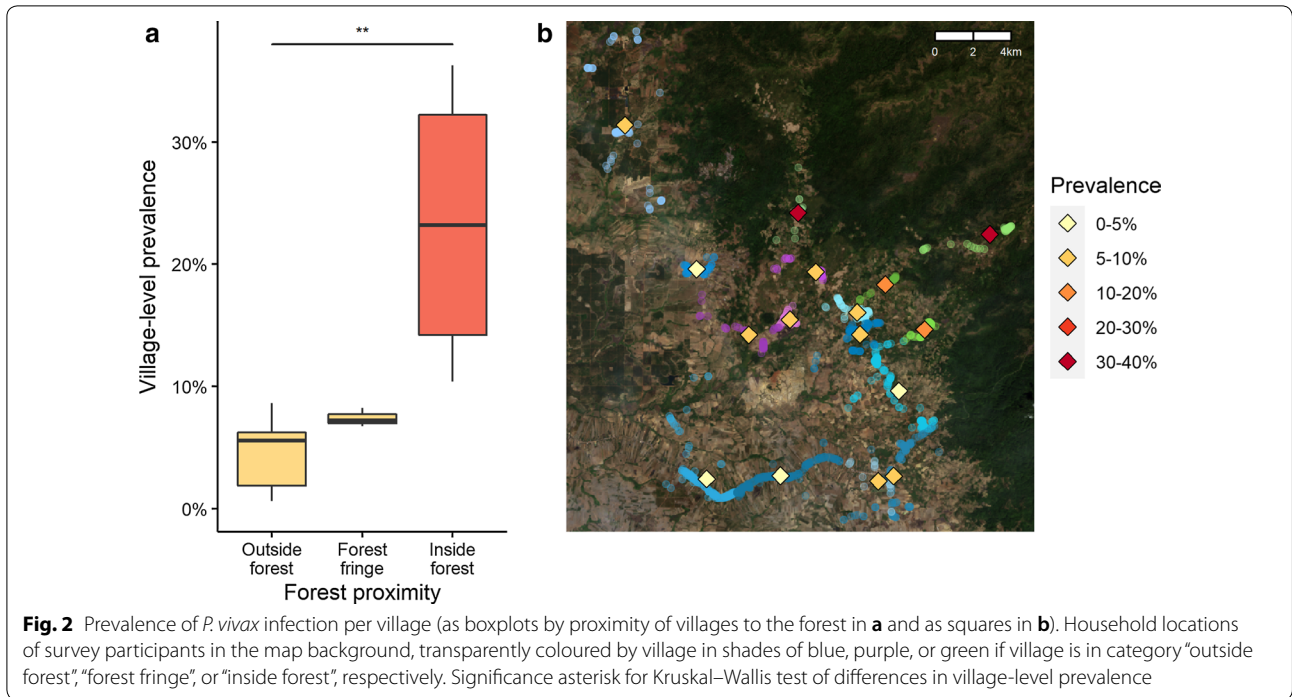 a
**
30%
20%
10%
0%
Village-level prevalence
Outside forest
Forest fringe
Inside forest
Forest proximity
b
0 2 4km
Prevalence
0-5%
5-10%
10-20%
20-30%
30-40%
Fig. 2 Prevalence of P. vivax infection per village (as boxplots by proximity of villages to the forest in a and as squares in b). Household locations
of survey participants in the map background, transparently coloured by village in shades of blue, purple, or green if village is in category “outside
forest”, “forest fringe”, or “inside forest”, respectively. Significance asterisk for Kruskal–Wallis test of differences in village-level prevalence